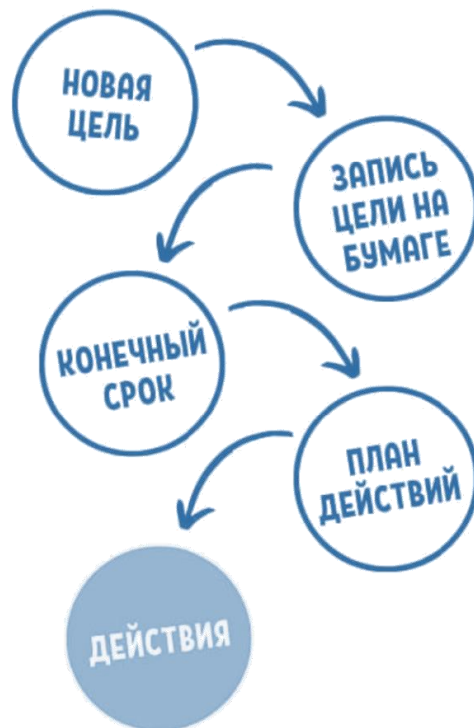 НОВАЯ
ЦЕЛЬ
ЗАПИСЬ
ЦЕЛИ НА
БУМАГЕ
КОНЕЧНЫЙ
СРОК
ПЛАН
ДЕЙСТВИЙ
ДЕЙСТВИЯ